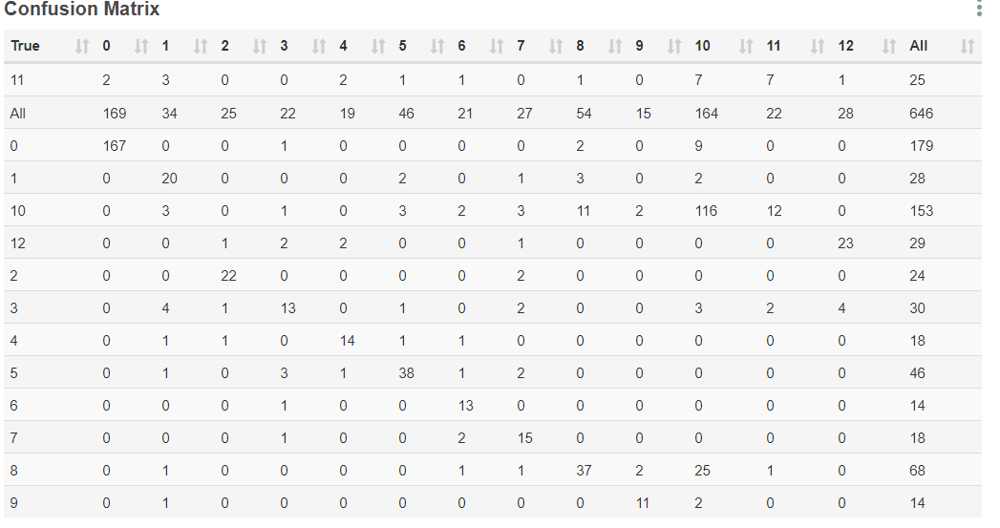 Confusion Matrix
True 0 1 2 3 4 5 6 7 8 9 10 11 12 All
11 2 3 0 0 2 1 1 0 1 0 7 7 1 25
All 169 34 25 22 19 46 21 27 54 15 164 22 28 646
0 167 0 0 1 0 0 0 0 2 0 9 0 0 179
1 0 20 0 0 0 2 0 1 3 0 2 0 0 28
10 0 3 0 1 0 3 2 3 11 2 116 12 0 153
12 0 0 1 2 2 0 0 1 0 0 0 0 23 29
2 0 0 22 0 0 0 0 2 0 0 0 0 0 24
3 0 4 1 13 0 1 0 2 0 0 3 2 4 30
4 0 1 1 0 14 1 1 0 0 0 0 0 0 18
5 0 1 0 3 1 38 1 2 0 0 0 0 0 46
6 0 0 0 1 0 0 13 0 0 0 0 0 0 14
7 0 0 0 1 0 0 2 15 0 0 0 0 0 18
8 0 1 0 0 0 0 1 1 37 2 25 1 0 68
9 0 1 0 0 0 0 0 0 0 11 2 0 0 14